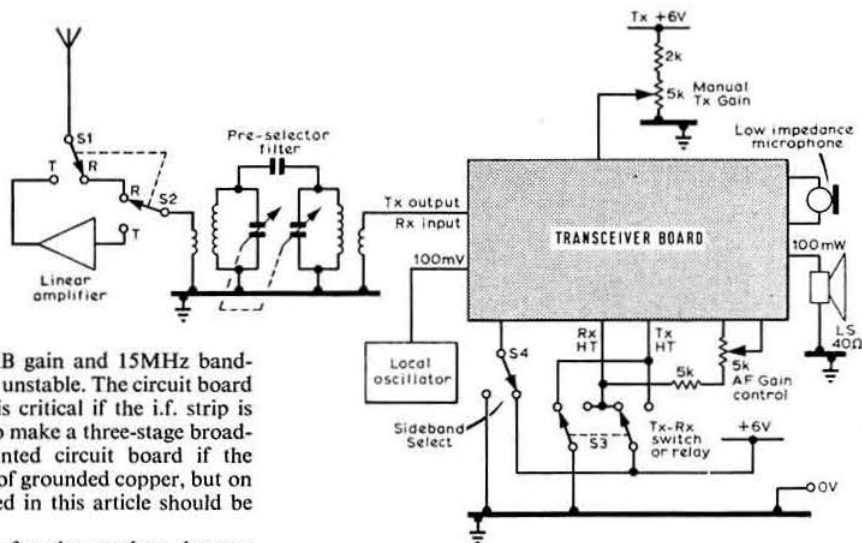 Tx +6V
2k
5k
Manual
Tx Gain
Low impedance
microphone
S1
T
R
R
S2
T
Linear
amplifier
Pre-selector
filter
Tx output
Rx input
100mV
TRANSCEIVER BOARD
100mW
LS
40Ω
Local
oscillator
S4
Sideband
Select
Rx
HT
Tx
HT
5k
5k
AF Gain
control
S3
Tx-Rx
switch
or relay
+6V
0V
B gain and 15MHz band-
unstable. The circuit board
is critical if the i.f. strip is
o make a three-stage broad-
nted circuit board if the
of grounded copper, but on
ed in this article should be